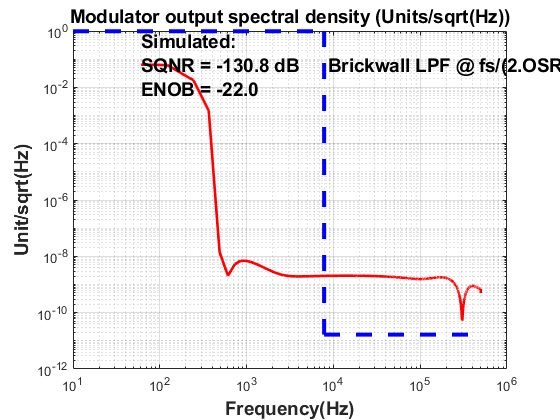 Modulator output spectral density (Units/sqrt(Hz))
Simulated:
SQNR = -130.8 dB
Brickwall LPF @ fs/(2.OSR
ENOB = -22.0
Unit/sqrt(Hz)
10^0
10^-2
10^-4
10^-6
10^-8
10^-10
10^-12
10^1 10^2 10^3 10^4 10^5 10^6
Frequency(Hz)